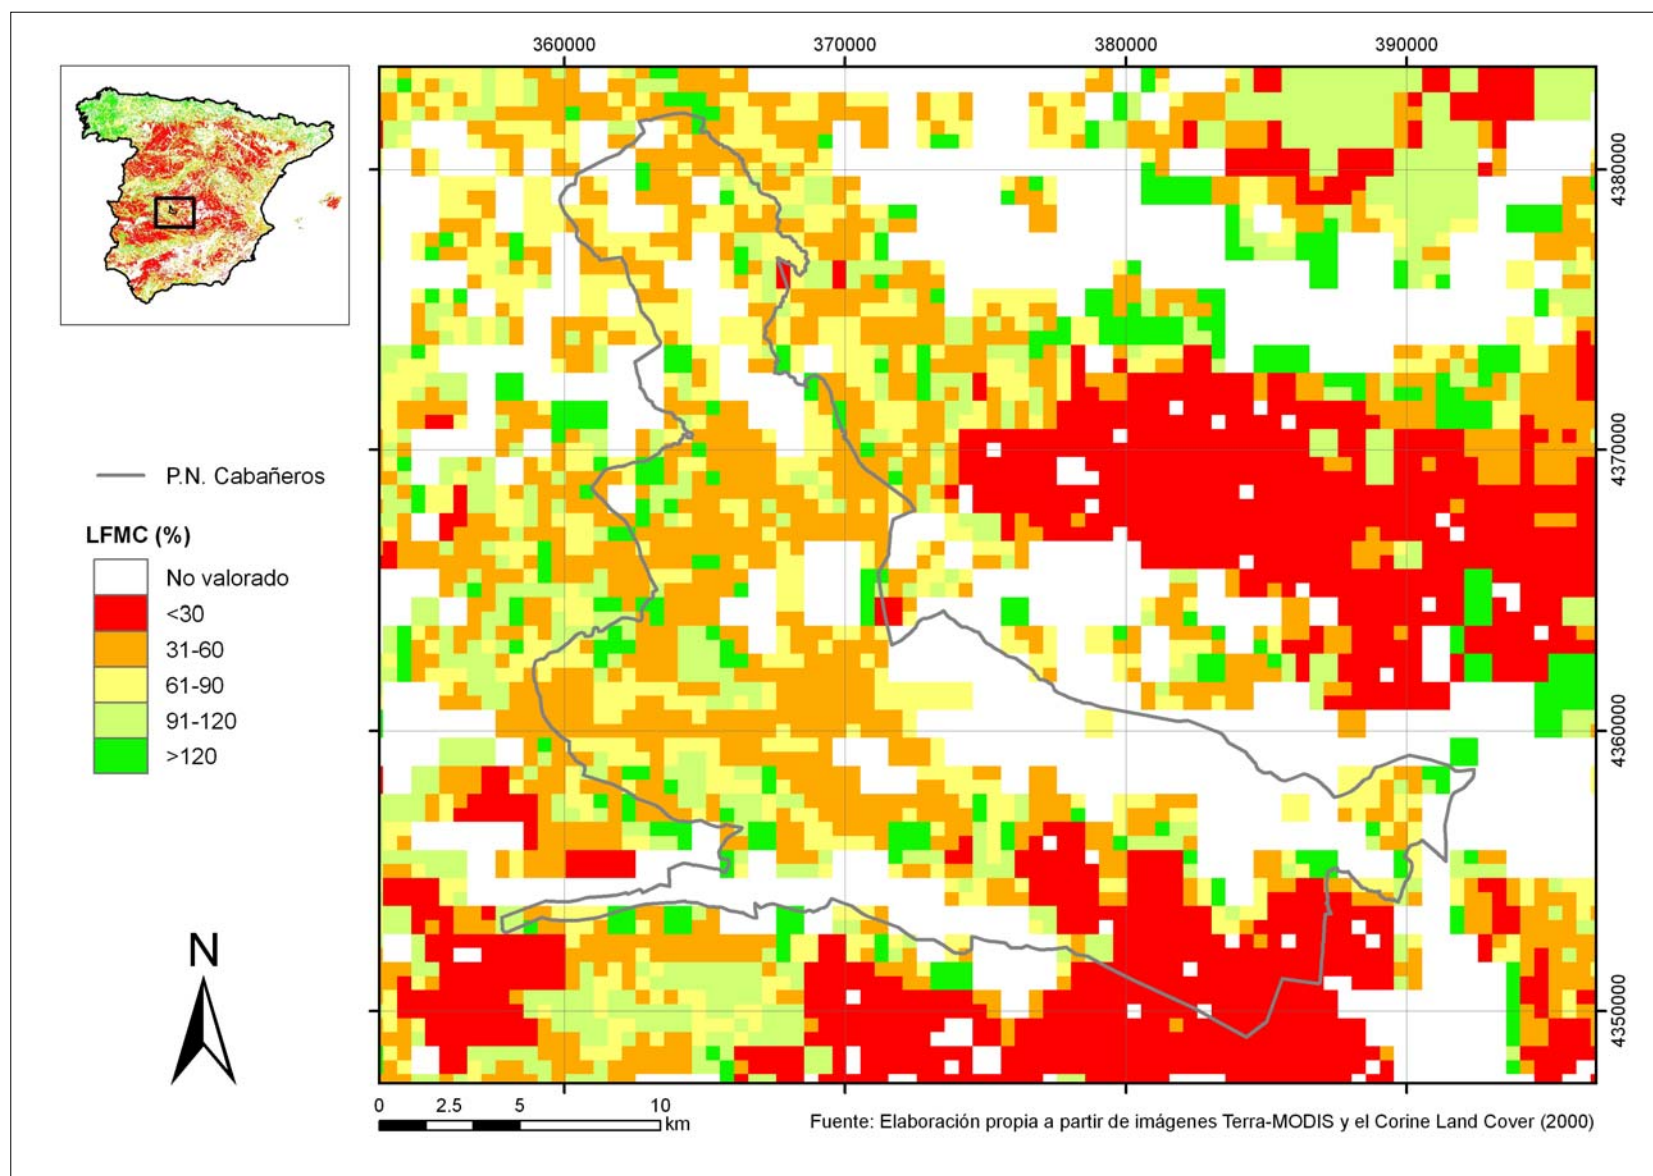 360000
370000
380000
390000
4380000
4370000
4360000
4350000
P.N. Cabañeros
LFMC (%)
No valorado
<30
31-60
61-90
91-120
>120
N
0 2.5 5 10
km
Fuente: Elaboración propia a partir de imágenes Terra-MODIS y el Corine Land Cover (2000)